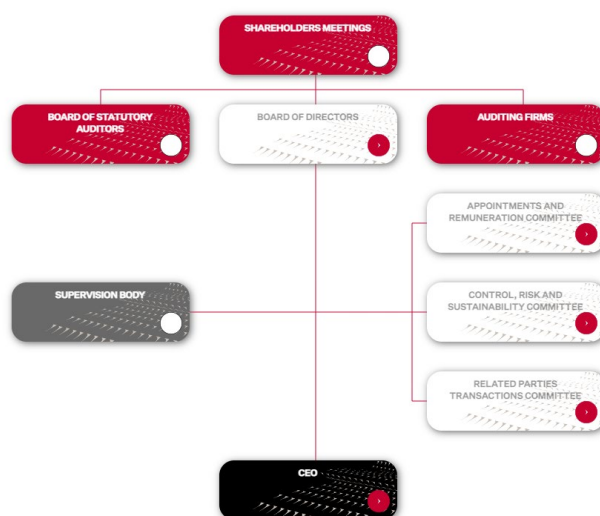 SHAREHOLDERS MEETINGS
BOARD OF STATUTORY
AUDITORS
BOARD OF DIRECTORS
AUDITING FIRMS
APPOINTMENTS AND
REMUNERATION COMMITTEE
SUPERVISION BODY
CONTROL, RISK AND
SUSTAINABILITY COMMITTEE
RELATED PARTIES
TRANSACTIONS COMMITTEE
CEO